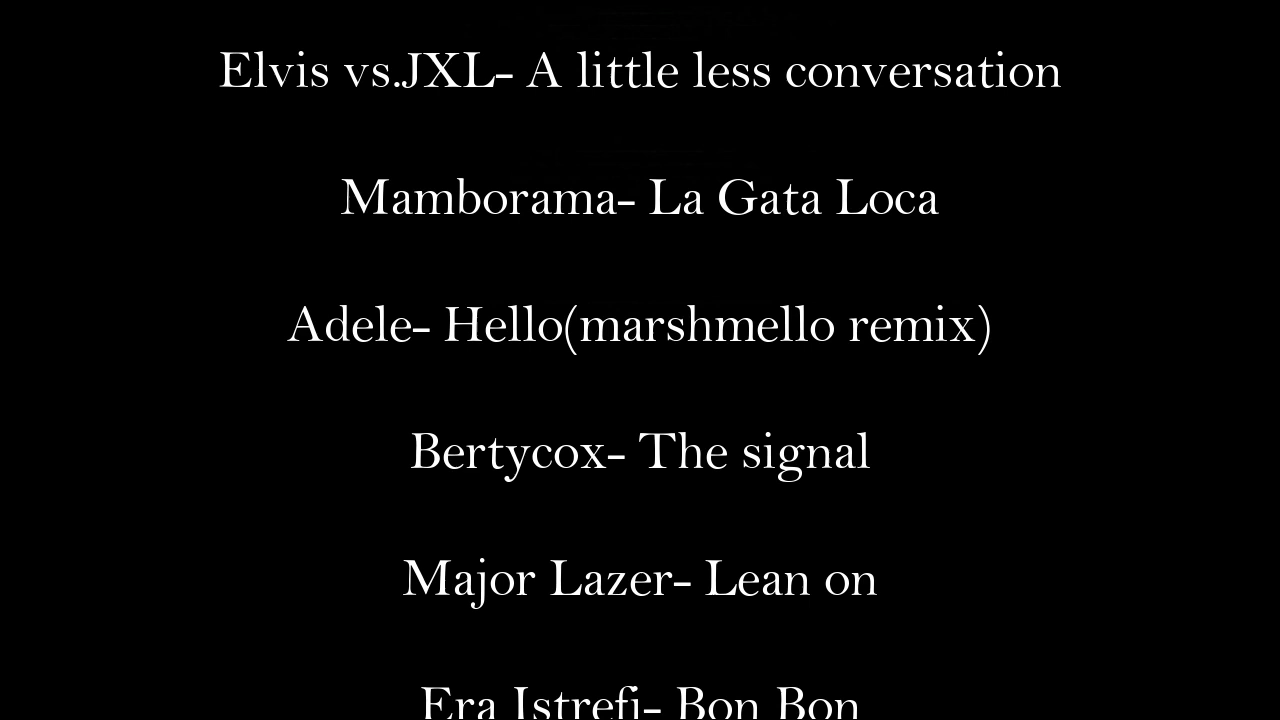 Elvis vs.JXL- A little less conversation
Mamborama- La Gata Loca
Adele- Hello(marshmello remix)
Bertycox- The signal
Major Lazer- Lean on
Era Istrefi- Bon Bon